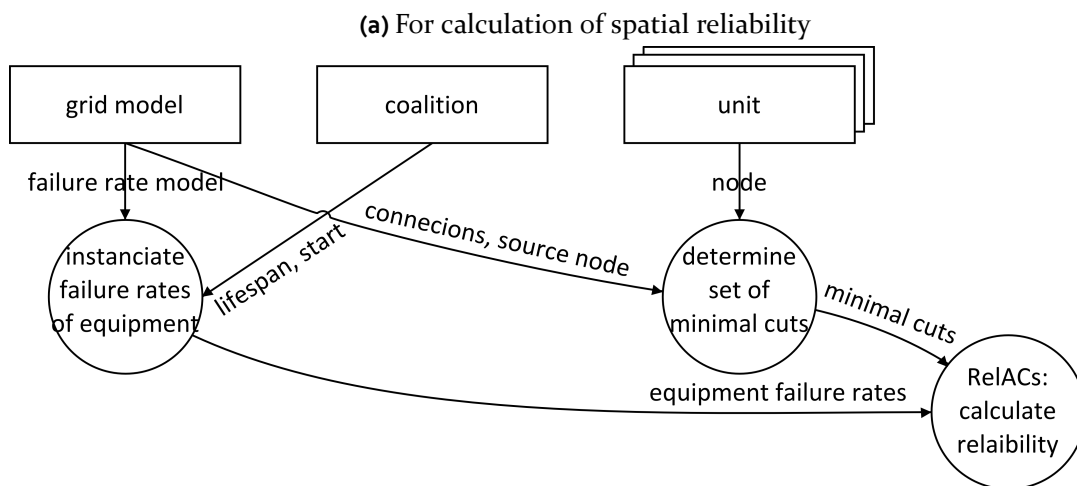 (a) For calculation of spatial reliability
grid model
coalition
unit
failure rate model
node
connecions, source node
lifespan, start
instanciate
failure rates
of equipment
determine
set of
minimal cuts
minimal cuts
equipment failure rates
RelACs:
calculate
relaibility